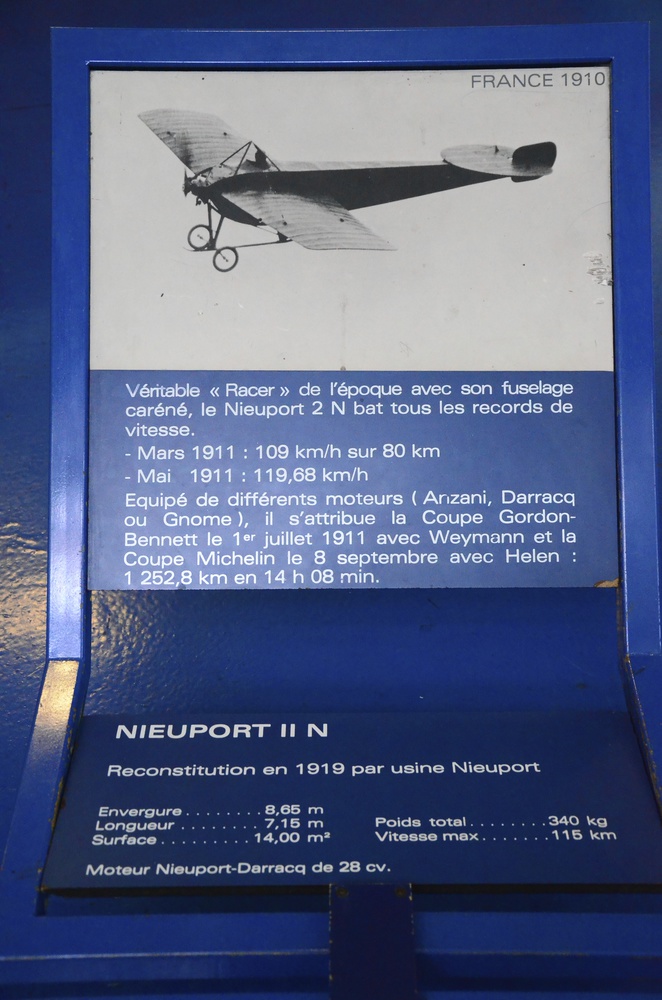 FRANCE 1910
Véritable « Racer » de l'époque avec son fuselage
caréné, le Nieuport 2 N bat tous les records de
vitesse.
- Mars 1911 : 109 km/h sur 80 km
- Mai 1911 : 119,68 km/h
Equipé de différents moteurs ( Anzani, Darracq
ou Gnome ), il s'attribue la Coupe Gordon-
Bennett le 1er juillet 1911 avec Weymann et la
Coupe Michelin le 8 septembre avec Helen :
1 252,8 km en 14 h 08 min.
NIEUPORT II N
Reconstitution en 1919 par usine Nieuport
Envergure ........ 8,65 m
Longueur ........ 7,15 m
Surface .......... 14,00 m²
Poids total ........ 340 kg
Vitesse max ....... 115 km
Moteur Nieuport-Darracq de 28 cv.